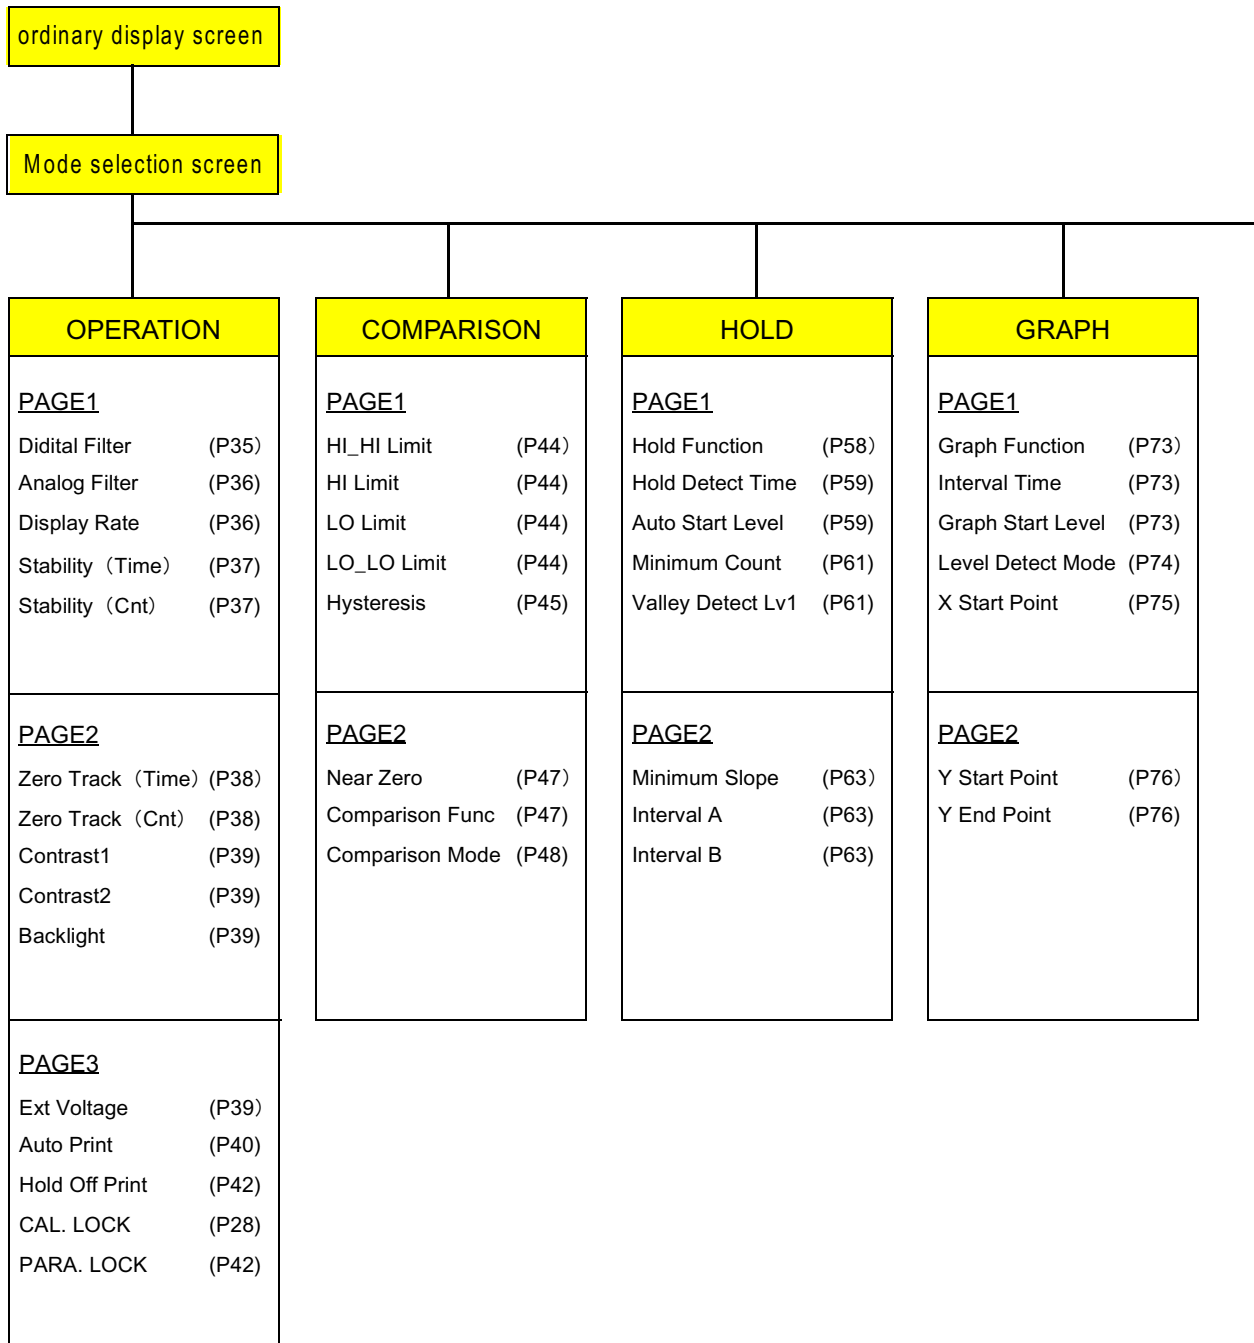 ordinary display screen
Mode selection screen
OPERATION
PAGE1
Didital Filter (P35）
Analog Filter (P36)
Display Rate (P36)
Stability（Time） (P37)
Stability（Cnt） (P37)
PAGE2
Zero Track（Time） (P38）
Zero Track（Cnt） (P38)
Contrast1 (P39)
Contrast2 (P39)
Backlight (P39)
PAGE3
Ext Voltage (P39）
Auto Print (P40)
Hold Off Print (P42)
CAL. LOCK (P28)
PARA. LOCK (P42)
COMPARISON
PAGE1
HI_HI Limit (P44）
HI Limit (P44)
LO Limit (P44)
LO_LO Limit (P44)
Hysteresis (P45)
PAGE2
Near Zero (P47）
Comparison Func (P47)
Comparison Mode (P48)
HOLD
PAGE1
Hold Function (P58）
Hold Detect Time (P59)
Auto Start Level (P59)
Minimum Count (P61)
Valley Detect Lv1 (P61)
PAGE2
Minimum Slope (P63）
Interval A (P63)
Interval B (P63)
GRAPH
PAGE1
Graph Function (P73）
Interval Time (P73)
Graph Start Level (P73)
Level Detect Mode (P74)
X Start Point (P75)
PAGE2
Y Start Point (P76）
Y End Point (P76)